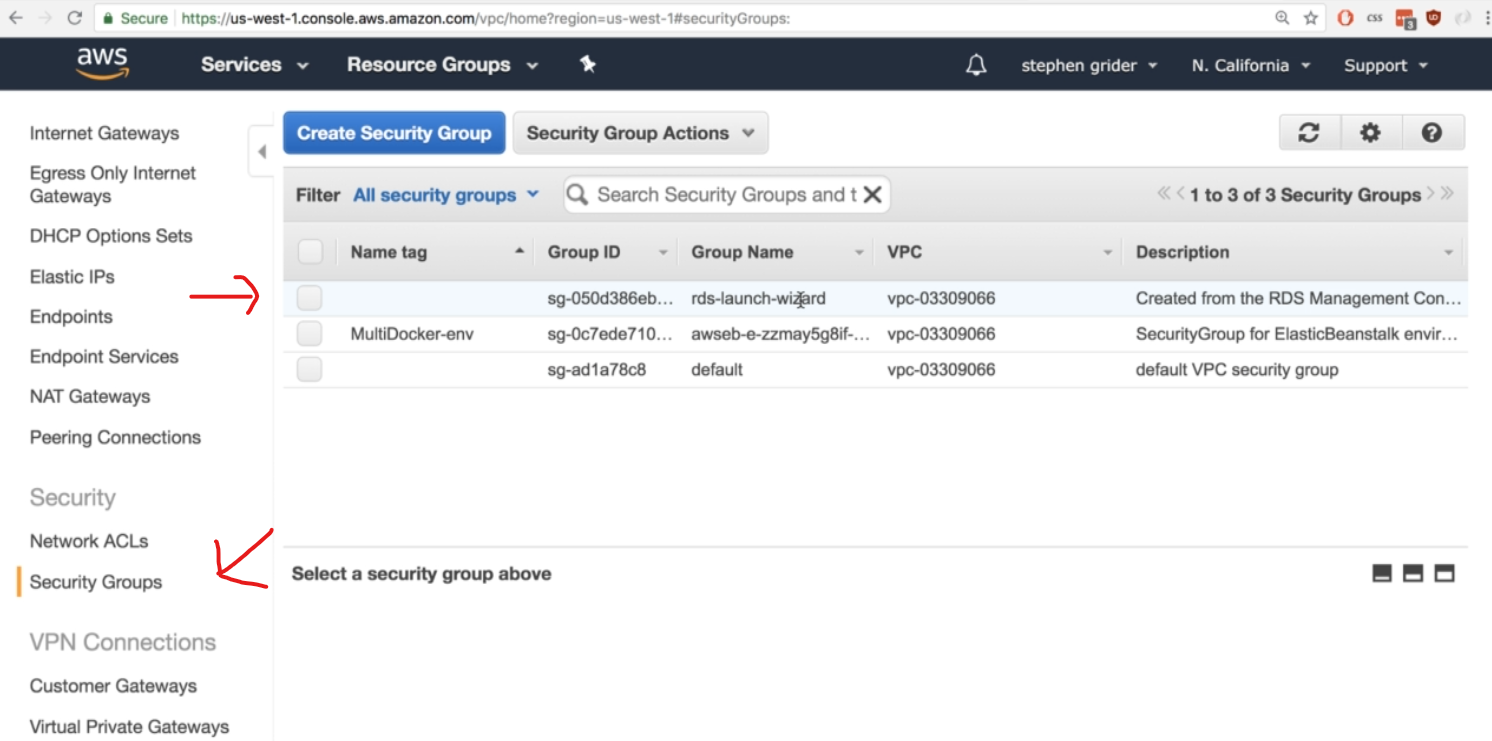 Secure https://us-west-1.console.aws.amazon.com/vpc/home?region=us-west-1#securityGroups:
css 3
aws Services Resource Groups stephen grider N. California Support
Internet Gateways
Egress Only Internet
Gateways
DHCP Options Sets
Elastic IPs
Endpoints
Endpoint Services
NAT Gateways
Peering Connections
Security
Network ACLs
Security Groups
VPN Connections
Customer Gateways
Virtual Private Gateways
Create Security Group Security Group Actions
Filter All security groups Search Security Groups and t 1 to 3 of 3 Security Groups
Name tag Group ID Group Name VPC Description
sg-050d386eb... rds-launch-wizard vpc-03309066 Created from the RDS Management Con...
MultiDocker-env sg-0c7ede710... awseb-e-zzmay5g8if-... vpc-03309066 SecurityGroup for ElasticBeanstalk envir...
sg-ad1a78c8 default vpc-03309066 default VPC security group
Select a security group above